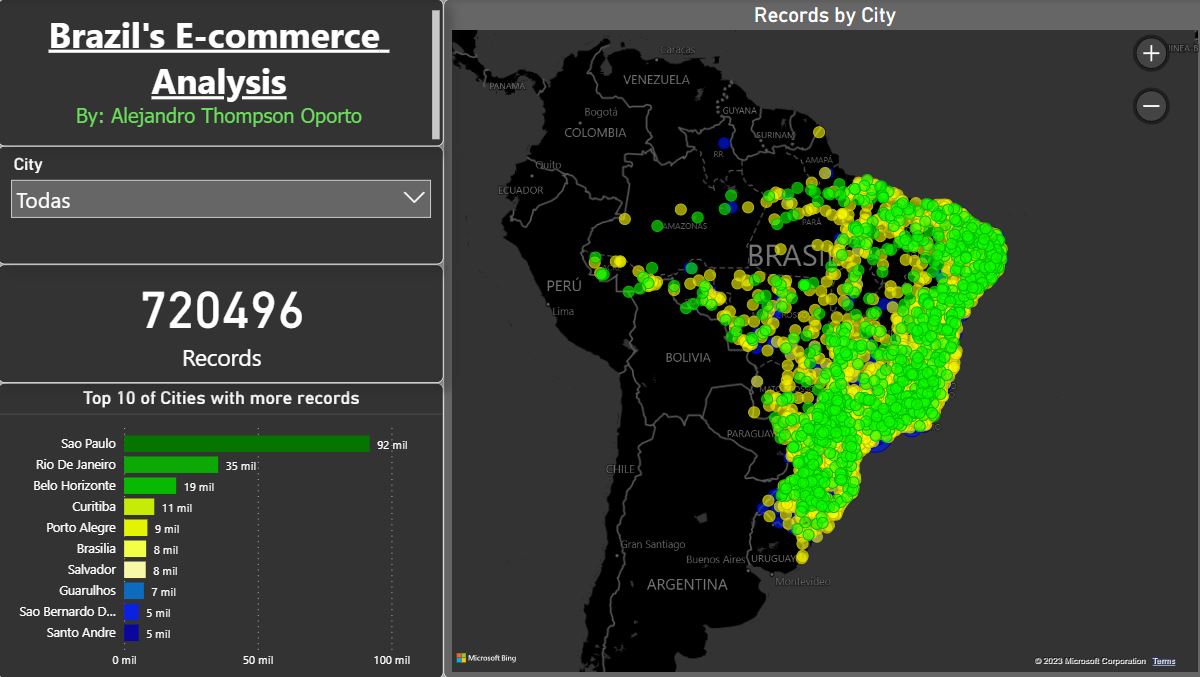 Brazil's E-commerce
Analysis
By: Alejandro Thompson Oporto
City
Todas
720496
Records
Top 10 of Cities with more records
Sao Paulo 92 mil
Rio De Janeiro 35 mil
Belo Horizonte 19 mil
Curitiba 11 mil
Porto Alegre 9 mil
Brasilia 8 mil
Salvador 8 mil
Guarulhos 7 mil
Sao Bernardo D... 5 mil
Santo Andre 5 mil
0 mil 50 mil 100 mil
Records by City
Caracas
PANAMÁ
VENEZUELA
GUYANA
Bogotá
COLOMBIA
SURINAM
RR.
AMAPÁ
Quito
ECUADOR
AMAZONAS
PARÁ
PERÚ
Lima
BOLIVIA
PARAGUAY
CHILE
Gran Santiago
Buenos Aires
URUGUAY
ARGENTINA
Montevideo
Microsoft Bing
© 2023 Microsoft Corporation Terms